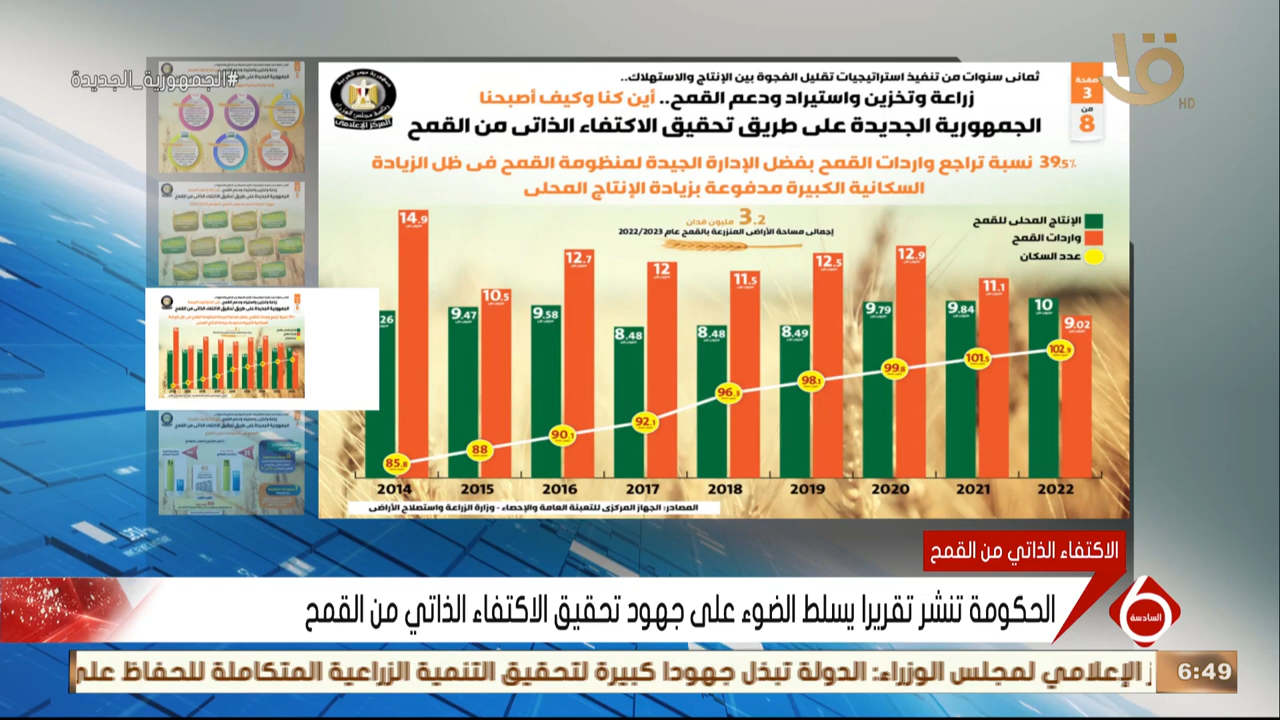 #الجمهورية_الجديدة
HD
صفحة
3
من
8
ثمانى سنوات من تنفيذ استراتيجيات تقليل الفجوة بين الإنتاج والاستهلاك..
زراعة وتخزين واستيراد ودعم القمح.. أين كنا وكيف أصبحنا
الجمهورية الجديدة على طريق تحقيق الاكتفاء الذاتى من القمح
39.5% نسبة تراجع واردات القمح بفضل الإدارة الجيدة لمنظومة القمح فى ظل الزيادة
السكانية الكبيرة مدفوعة بزيادة الإنتاج المحلى
3.2 مليون فدان
إجمالى مساحة الأراضى المنزرعة بالقمح عام 2022/2023
الإنتاج المحلى للقمح
واردات القمح
عدد السكان
26 14.9 9.47 10.5 9.58 12.7 8.48 12 8.48 11.5 8.49 12.5 9.79 12.9 9.84 11.1 10 9.02
85.8 88 90.1 92.1 96.3 98.1 99.8 101.5 102.9
2014 2015 2016 2017 2018 2019 2020 2021 2022
المصادر: الجهاز المركزى للتعبئة العامة والإحصاء - وزارة الزراعة واستصلاح الأراضى
الاكتفاء الذاتي من القمح
الحكومة تنشر تقريرا يسلط الضوء على جهود تحقيق الاكتفاء الذاتي من القمح
السادسة
الإعلامي لمجلس الوزراء: الدولة تبذل جهودا كبيرة لتحقيق التنمية الزراعية المتكاملة للحفاظ على
6:49